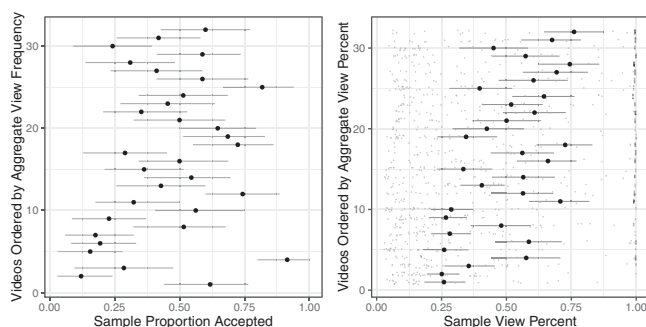 Videos Ordered by Aggregate View Frequency
30
20
10
0
0.00 0.25 0.50 0.75 1.00
Sample Proportion Accepted
Videos Ordered by Aggregate View Percent
30
20
10
0
0.00 0.25 0.50 0.75 1.00
Sample View Percent